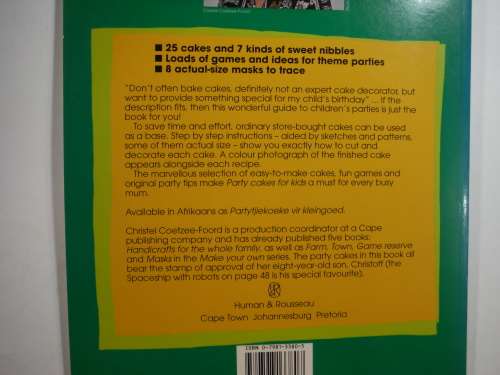 Christel Coetzee-Foord
■ 25 cakes and 7 kinds of sweet nibbles
■ Loads of games and ideas for theme parties
■ 8 actual-size masks to trace
"Don't often bake cakes, definitely not an expert cake decorator, but
want to provide something special for my child's birthday" ... If the
description fits, then this wonderful guide to children's parties is just the
book for you!
To save time and effort, ordinary store-bought cakes can be used
as a base. Step by step instructions – aided by sketches and patterns,
some of them actual size – show you exactly how to cut and
decorate each cake. A colour photograph of the finished cake
appears alongside each recipe.
The marvellous selection of easy-to-make cakes, fun games and
original party tips make Party cakes for kids a must for every busy
mum.
Available in Afrikaans as Partytjiekoeke vir kleingoed.
Christel Coetzee-Foord is a production coordinator at a Cape
publishing company and has already published five books:
Handicrafts for the whole family, as well as Farm, Town, Game reserve
and Masks in the Make your own series. The party cakes in this book all
bear the stamp of approval of her eight-year-old son, Christoff (The
Spaceship with robots on page 48 is his special favourite).
Human & Rousseau
Cape Town Johannesburg Pretoria